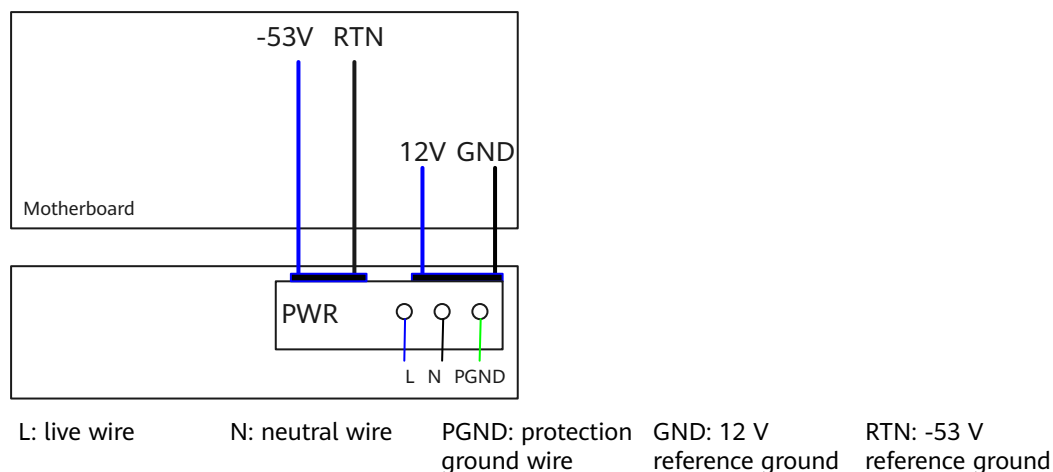 -53V RTN
12V GND
Motherboard
PWR
L N PGND
L: live wire
N: neutral wire
PGND: protection
ground wire
GND: 12 V
reference ground
RTN: -53 V
reference ground